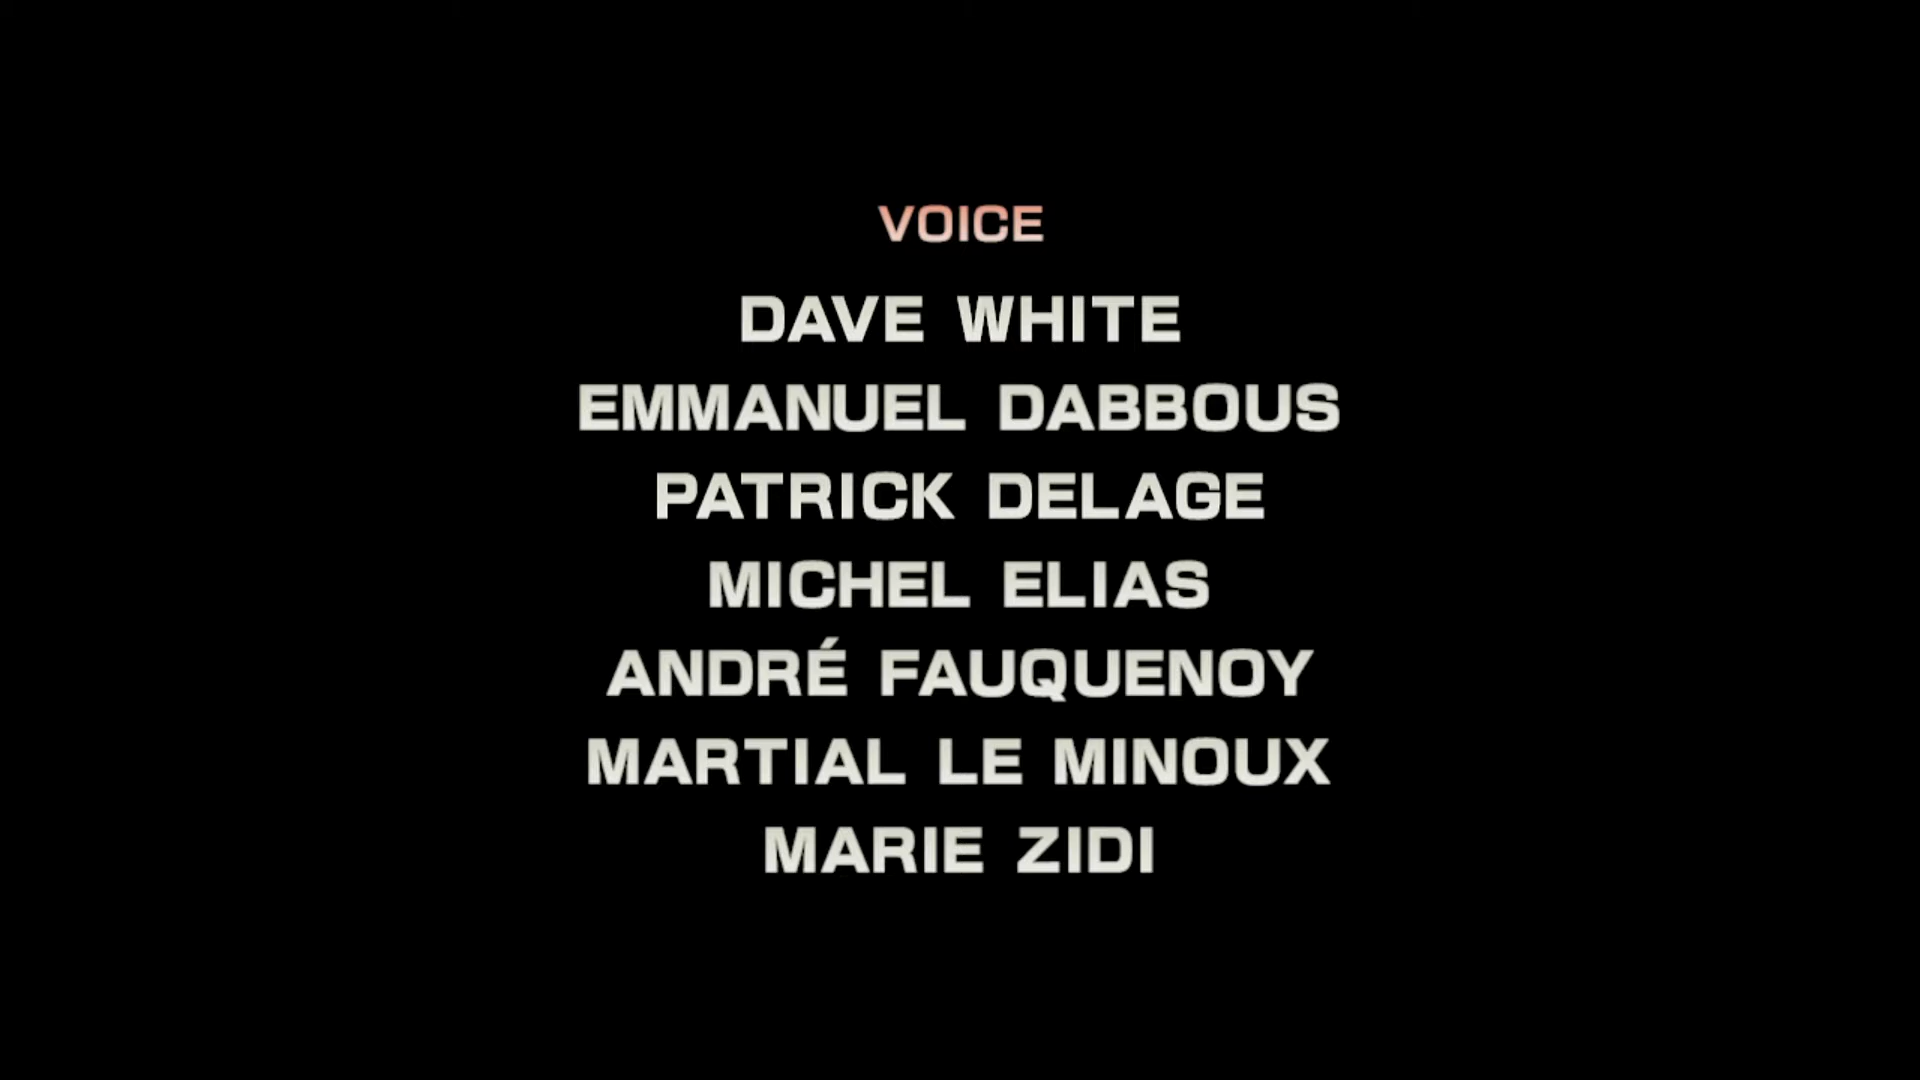 VOICE
DAVE WHITE
EMMANUEL DABBOUS
PATRICK DELAGE
MICHEL ELIAS
ANDRÉ FAUQUENOY
MARTIAL LE MINOUX
MARIE ZIDI